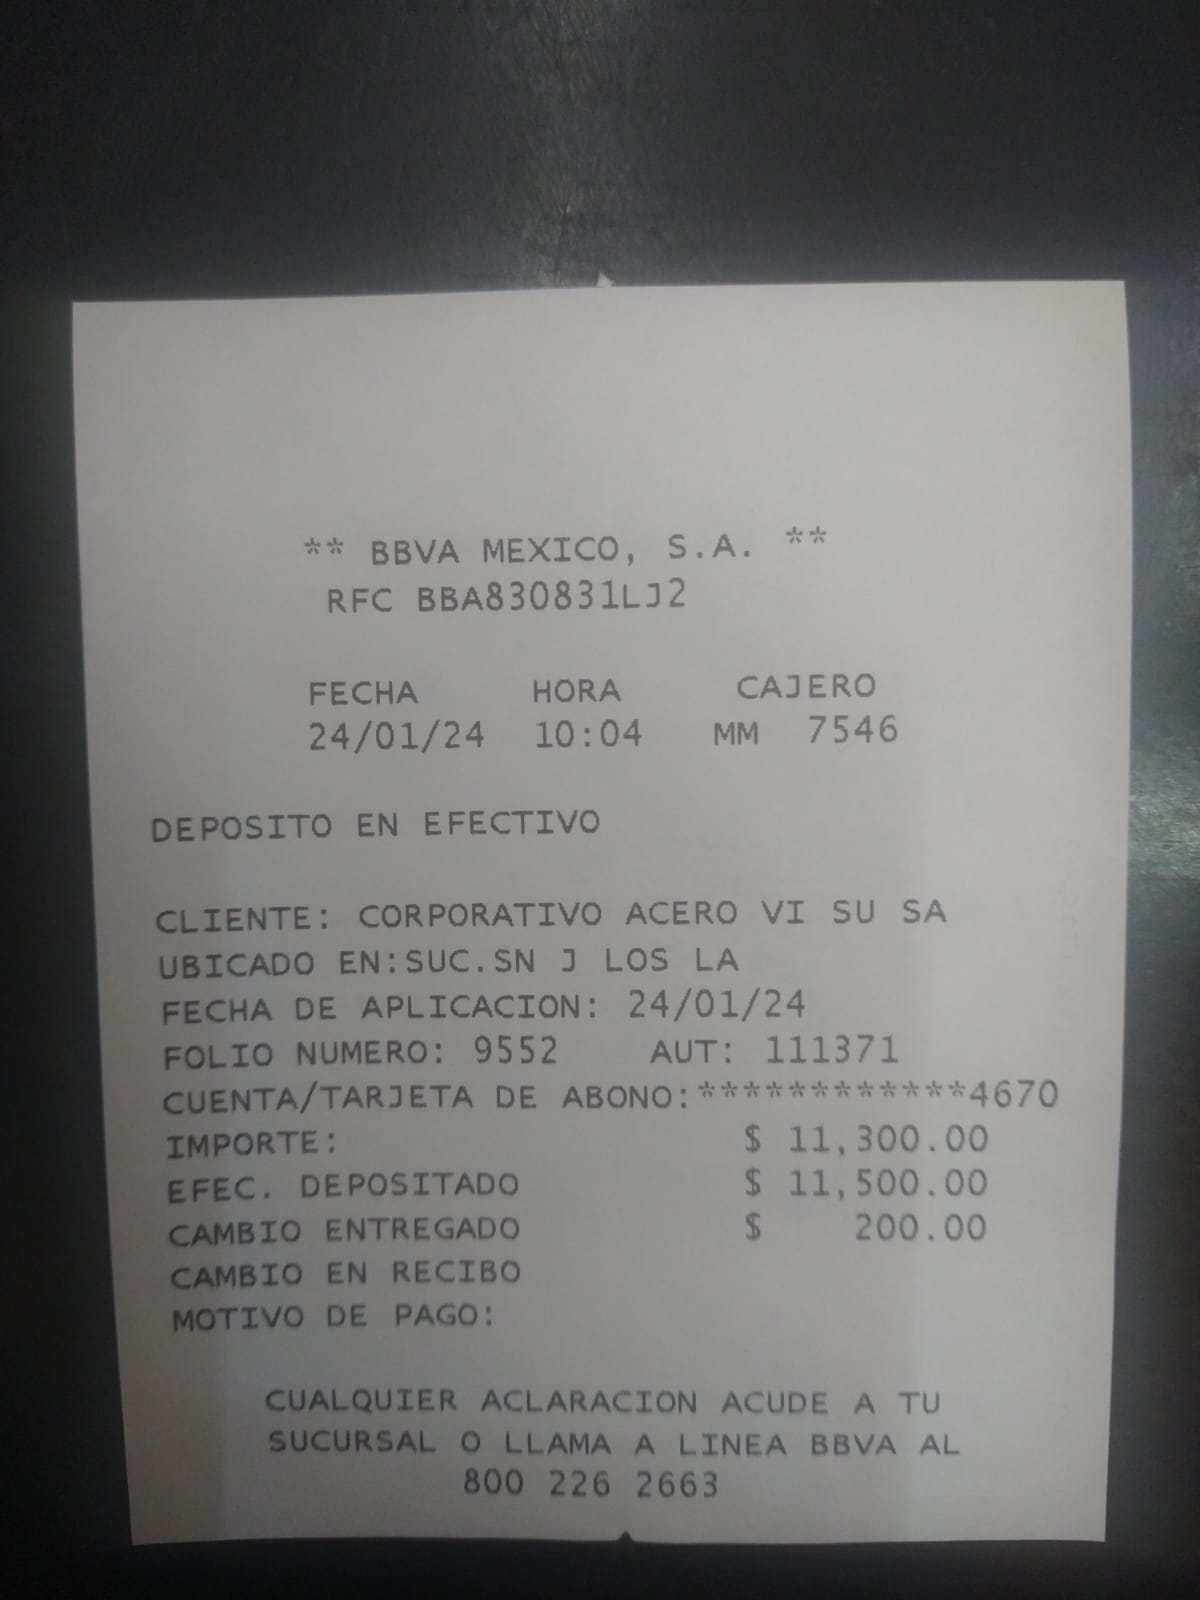 ** BBVA MEXICO, S.A. **
RFC BBA830831LJ2
FECHA HORA CAJERO
24/01/24 10:04 MM 7546
DEPOSITO EN EFECTIVO
CLIENTE: CORPORATIVO ACERO VI SU SA
UBICADO EN:SUC.SN J LOS LA
FECHA DE APLICACION: 24/01/24
FOLIO NUMERO: 9552 AUT: 111371
CUENTA/TARJETA DE ABONO:************4670
IMPORTE: $ 11,300.00
EFEC. DEPOSITADO $ 11,500.00
CAMBIO ENTREGADO $ 200.00
CAMBIO EN RECIBO
MOTIVO DE PAGO:
CUALQUIER ACLARACION ACUDE A TU
SUCURSAL O LLAMA A LINEA BBVA AL
800 226 2663